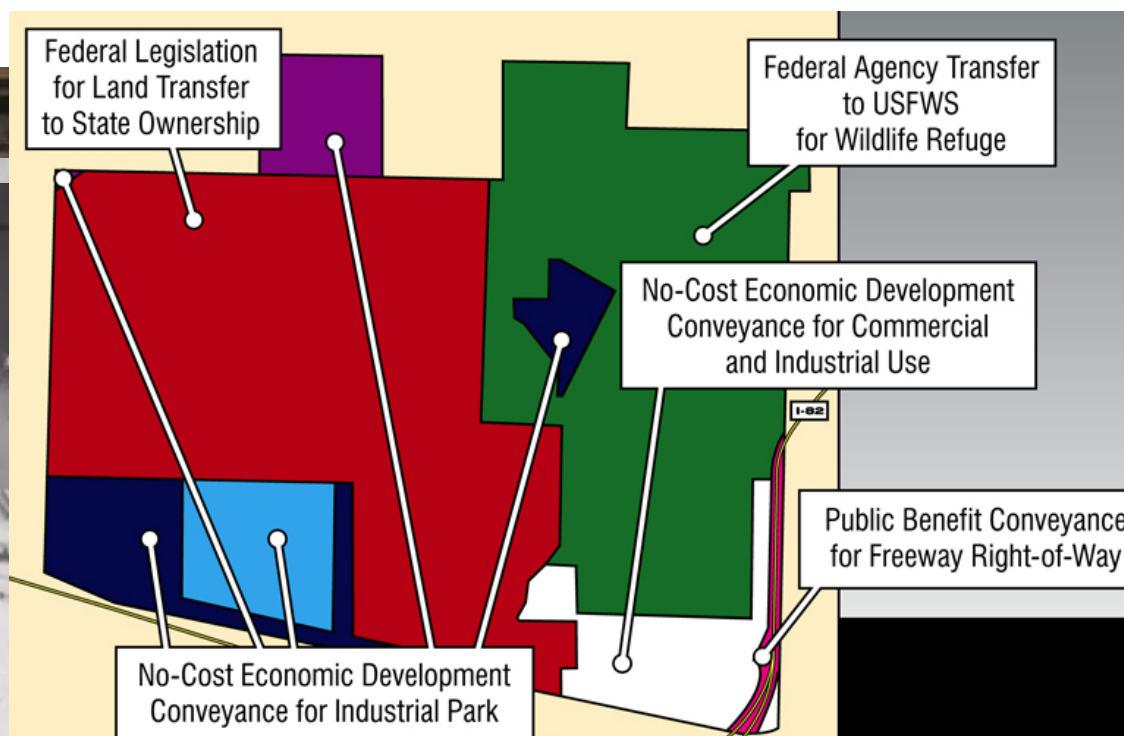 Federal Legislation
for Land Transfer
to State Ownership
Federal Agency Transfer
to USFWS
for Wildlife Refuge
No-Cost Economic Development
Conveyance for Commercial
and Industrial Use
I-82
Public Benefit Conveyance
for Freeway Right-of-Way
No-Cost Economic Development
Conveyance for Industrial Park